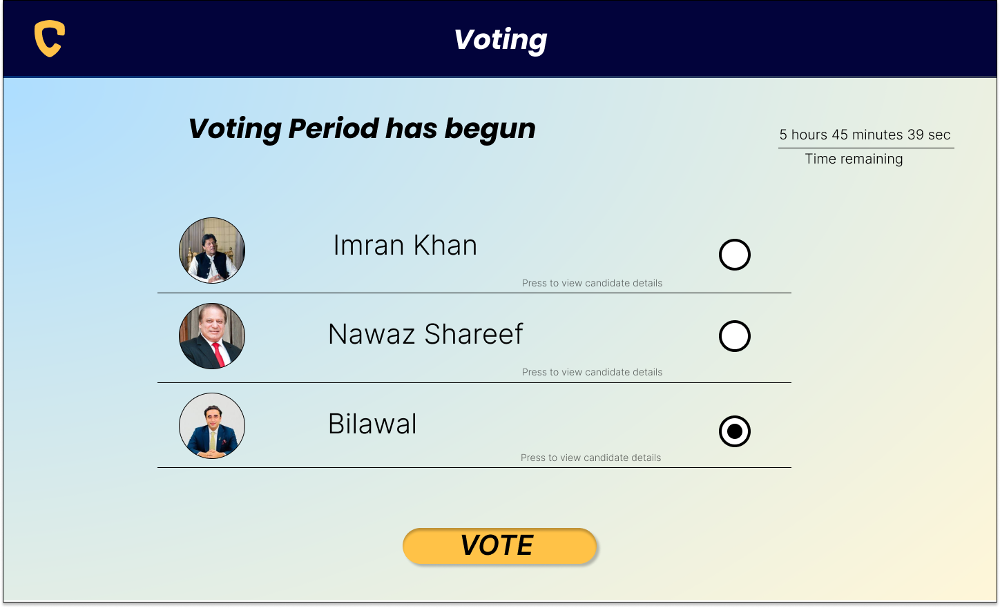 Voting
Voting Period has begun
5 hours 45 minutes 39 sec
Time remaining
Imran Khan
Press to view candidate details
Nawaz Shareef
Press to view candidate details
Bilawal
Press to view candidate details
VOTE